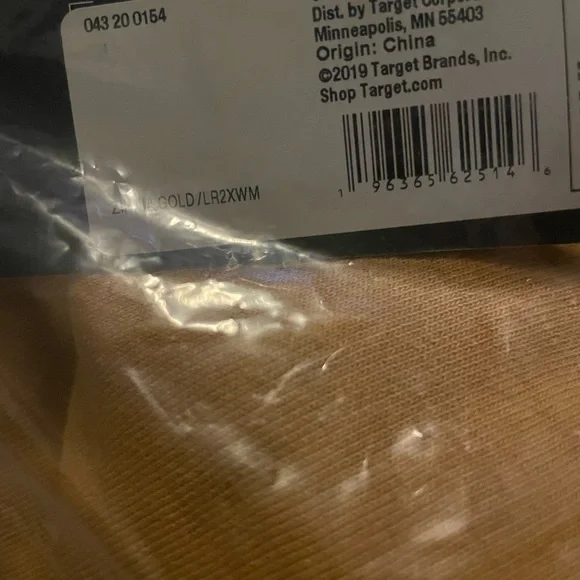 043 20 0154
Dist. by Target
Minneapolis, MN 55403
Origin: China
©2019 Target Brands, Inc.
Shop Target.com
1 96365 62514 6
GOLD/LR2XWM